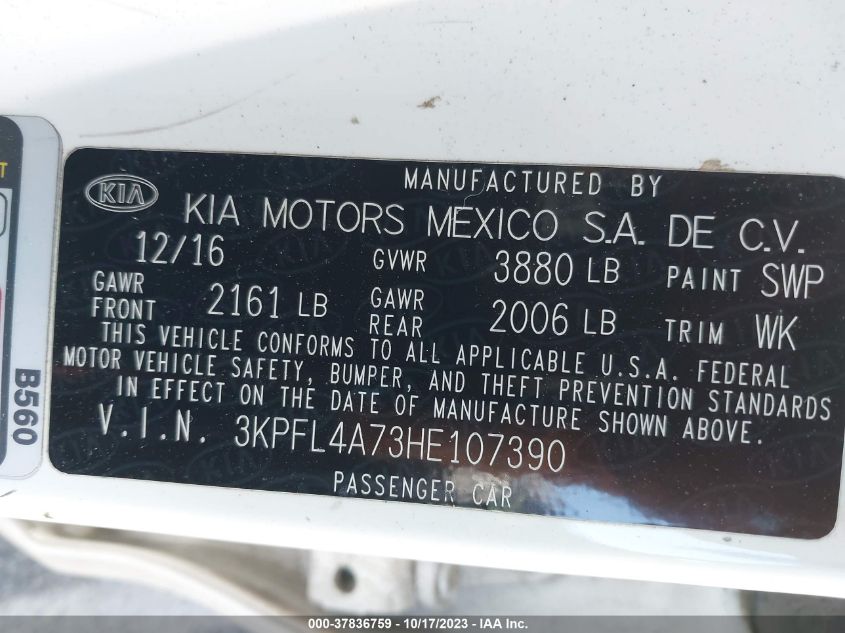 MANUFACTURED BY
KIA
KIA MOTORS MEXICO S.A. DE C.V.
12/16 GVWR 3880 LB PAINT SWP
GAWR FRONT 2161 LB GAWR REAR 2006 LB TRIM WK
THIS VEHICLE CONFORMS TO ALL APPLICABLE U.S.A. FEDERAL
MOTOR VEHICLE SAFETY, BUMPER, AND THEFT PREVENTION STANDARDS
IN EFFECT ON THE DATE OF MANUFACTURE SHOWN ABOVE.
V.I.N. 3KPFL4A73HE107390
PASSENGER CAR
B560
000-37836759 - 10/17/2023 - IAA Inc.